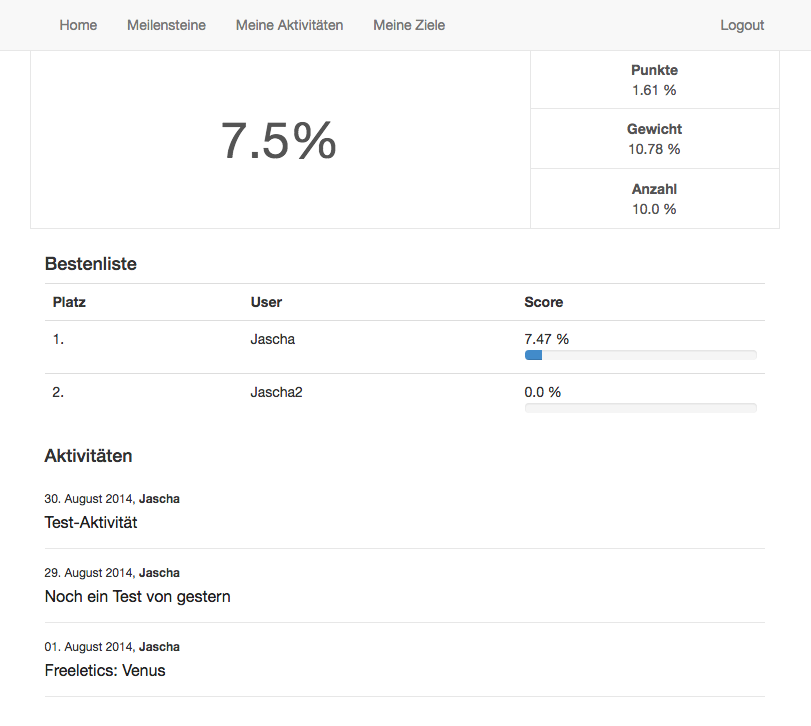 Home Meilensteine Meine Aktivitäten Meine Ziele Logout
7.5%
Punkte
1.61 %
Gewicht
10.78 %
Anzahl
10.0 %
Bestenliste
Platz User Score
1. Jascha 7.47 %
2. Jascha2 0.0 %
Aktivitäten
30. August 2014, Jascha
Test-Aktivität
29. August 2014, Jascha
Noch ein Test von gestern
01. August 2014, Jascha
Freeletics: Venus